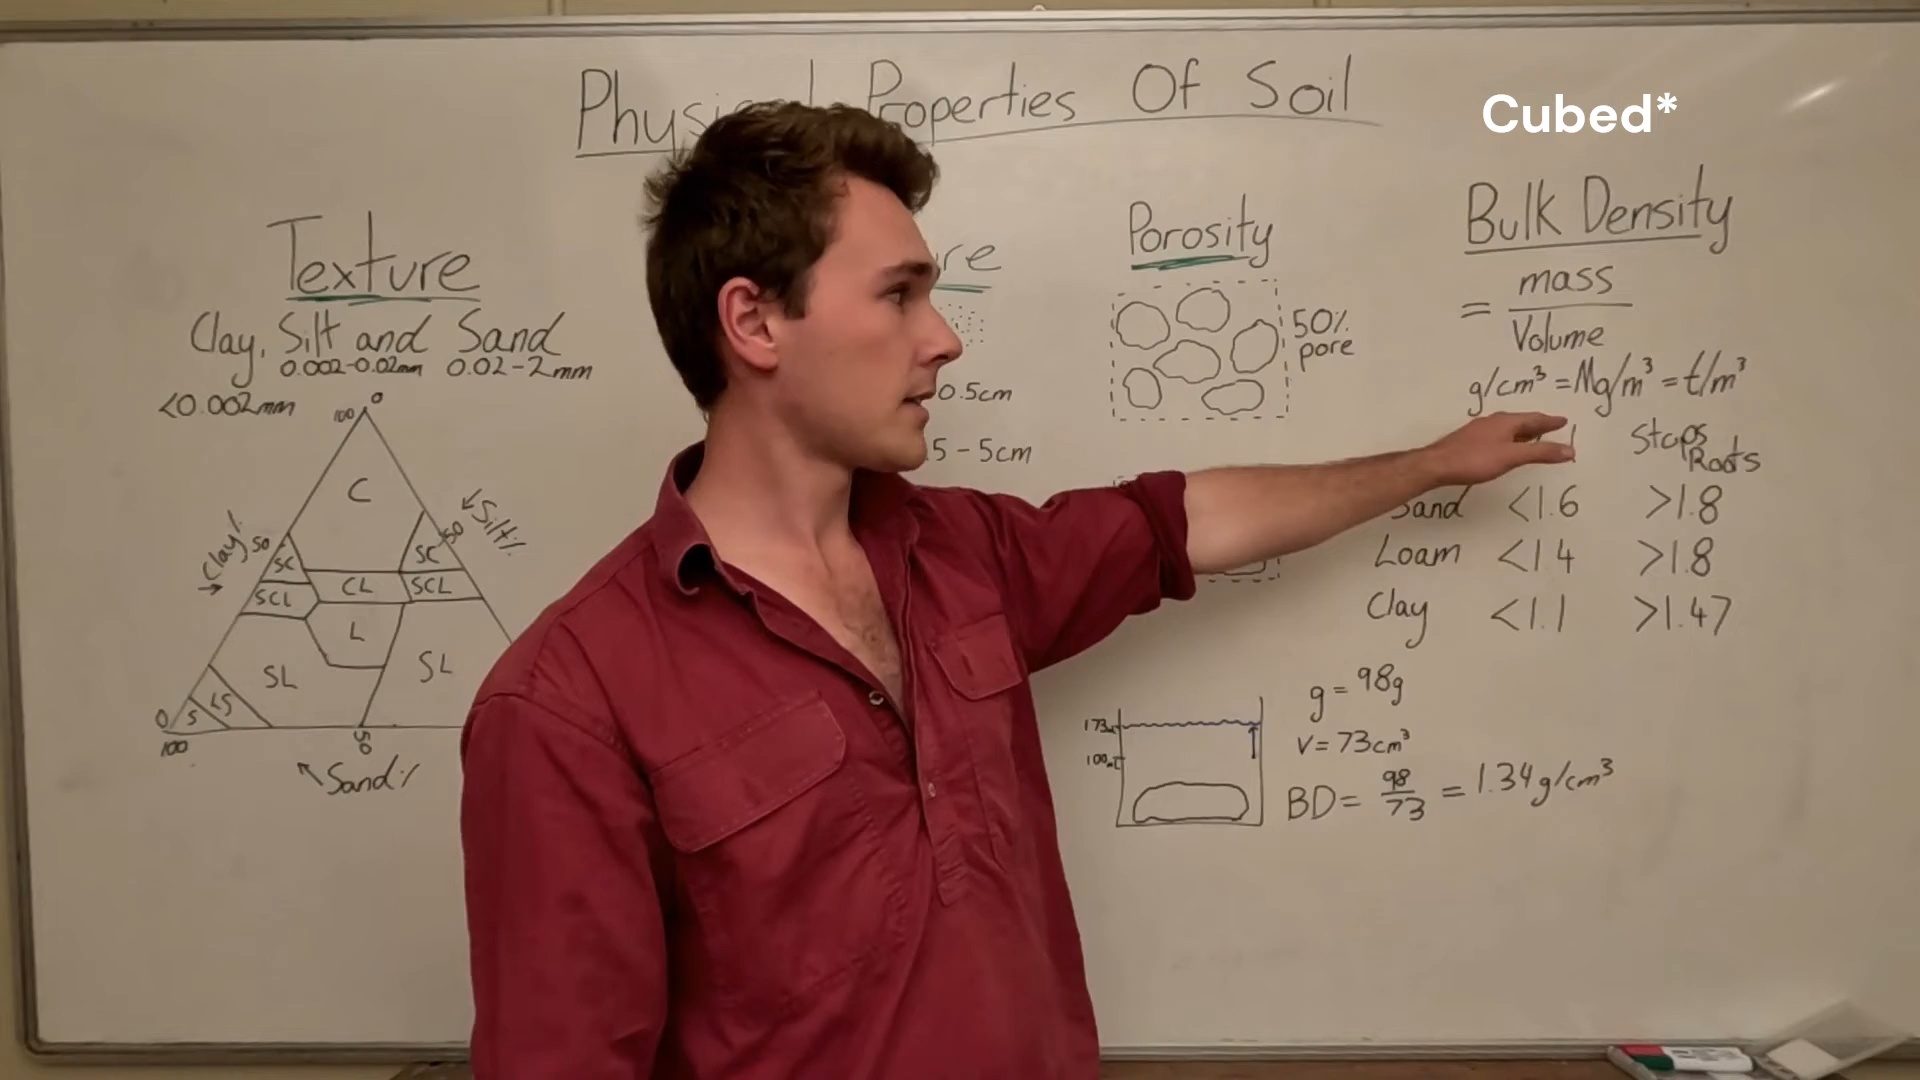 Physical Properties Of Soil
Cubed*
Texture
Clay, Silt and Sand
0.002-0.02mm 0.02-2mm
<0.002mm
100 0
C
Clay%
50
SC
SC
50
Silt%
SCL
CL
SCL
L
SL
SL
LS
S
0
100
50
Sand%
re
0.5cm
5-5cm
Porosity
50%
pore
Bulk Density
= mass
Volume
g/cm³ = Mg/m³ = t/m³
Stops
Roots
Sand <1.6 >1.8
Loam <1.4 >1.8
Clay <1.1 >1.47
173mL
100mL
g = 98g
V = 73cm³
BD = 98/73 = 1.34g/cm³